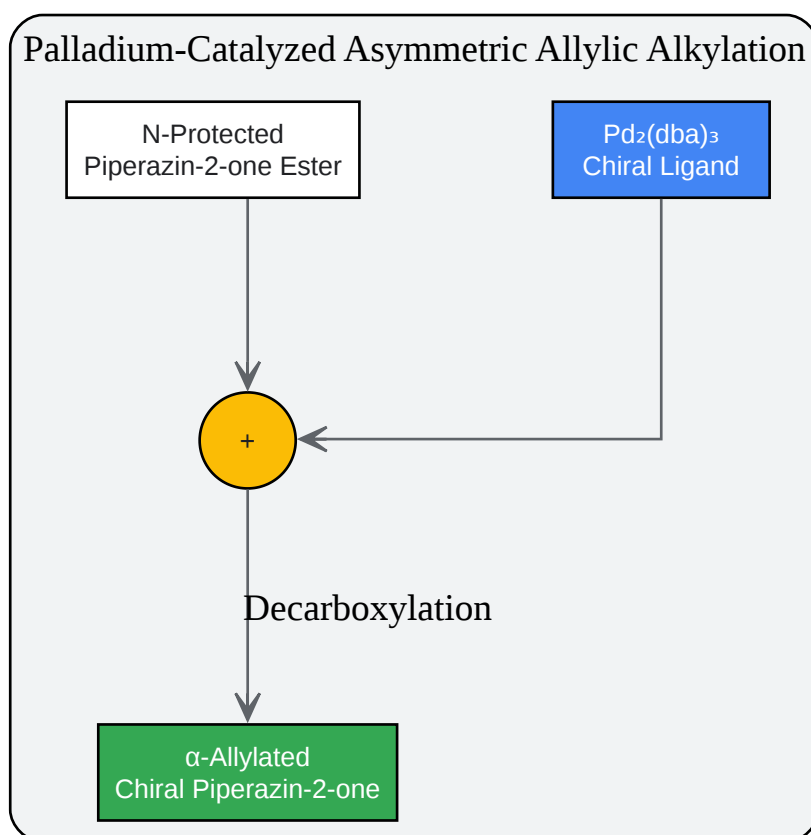 Palladium-Catalyzed Asymmetric Allylic Alkylation
N-Protected
Piperazin-2-one Ester
Pd₂(dba)₃
Chiral Ligand
+
Decarboxylation
α-Allylated
Chiral Piperazin-2-one